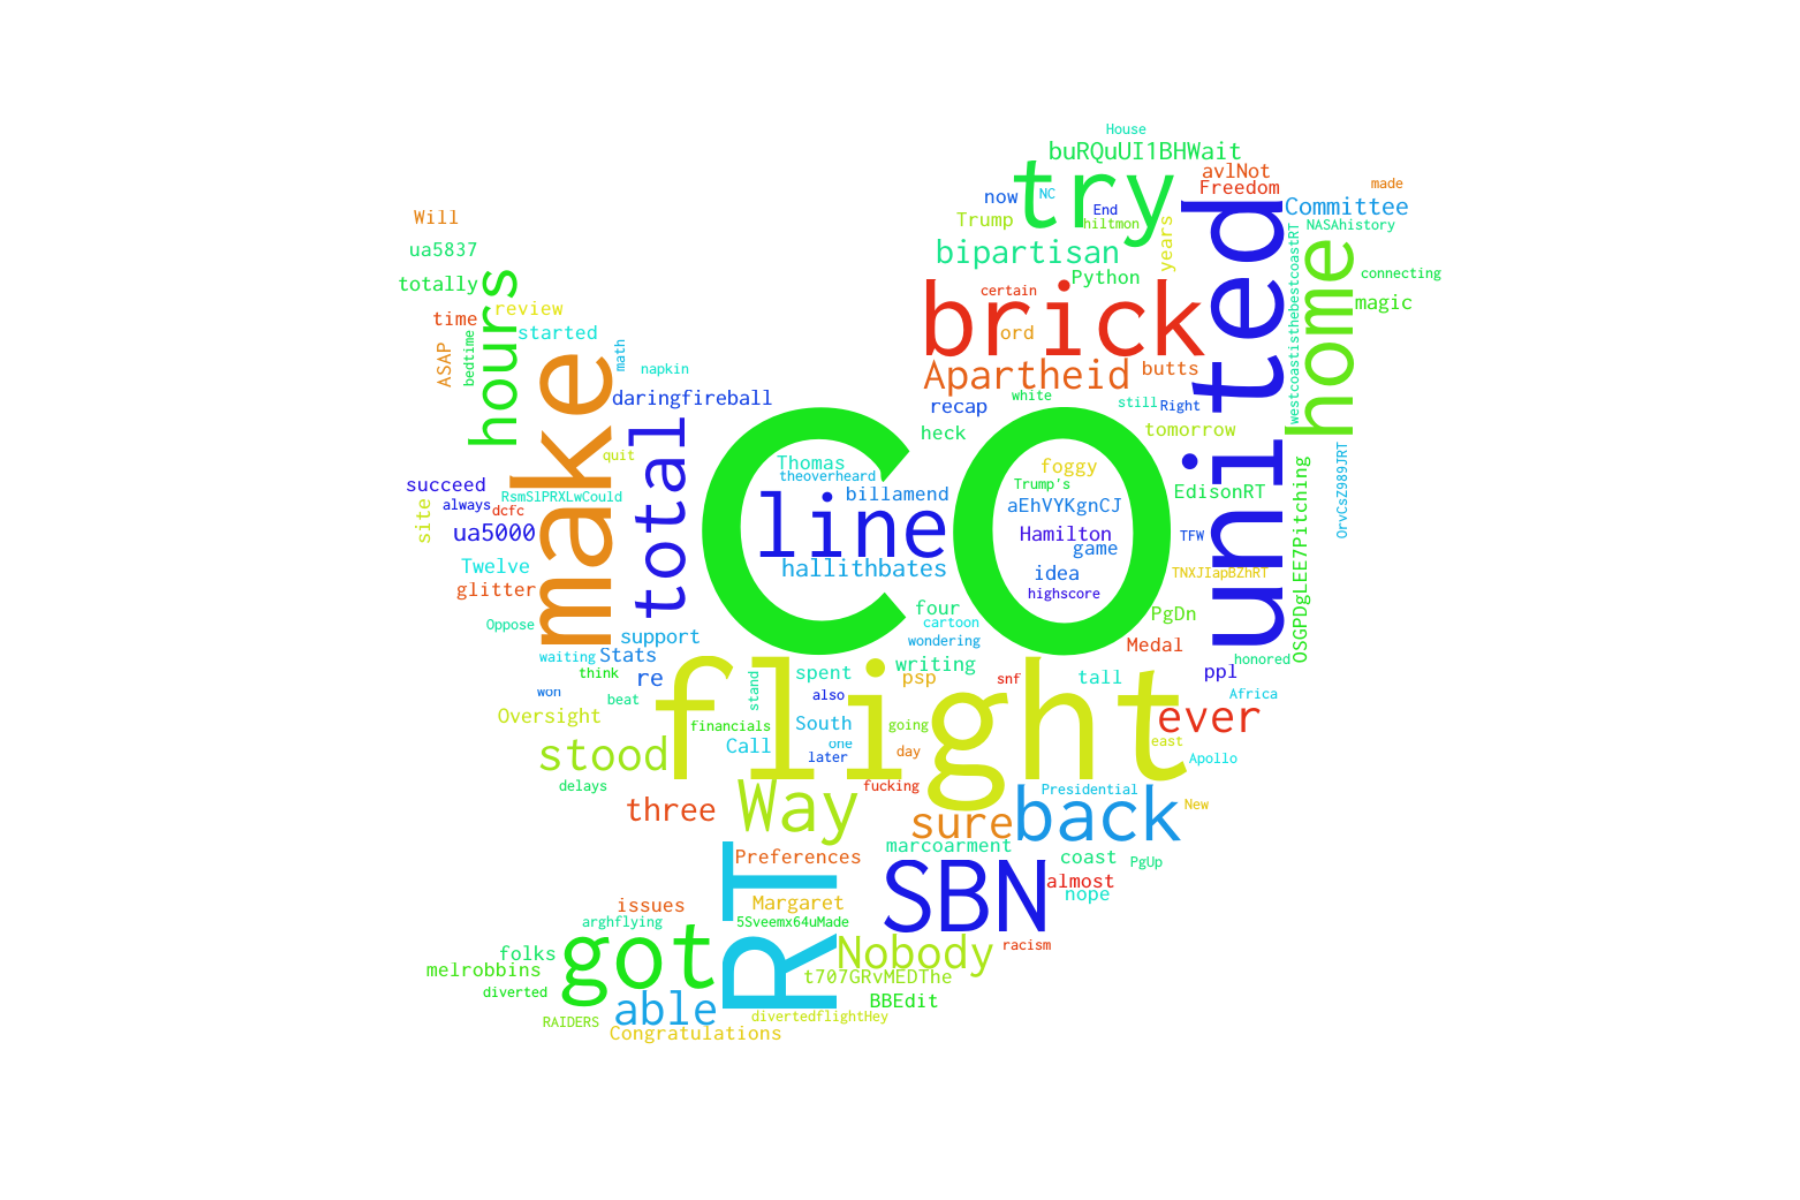 House
buRQuUI1BHWait
try
avlNot
Freedom
made
now
NC
End
hiltmon
Trump
years
Committee
NASAhistory
Will
ua5837
bipartisan
Python
united
westcoastisthebestcoastRT
home
connecting
totally
hours
certain
brick
ord
magic
review
time
started
ASAP
bedtime
math
napkin
make
Apartheid
butts
daringfireball
recap
white
still
Right
total
heck
tomorrow
quit
CO
Thomas
theoverheard
billamend
line
hallithbates
foggy
Trump's
aEhVYKgnCJ
Hamilton
game
idea
highscore
EdisonRT
OSGPDgLEE7Pitching
OrvCsZ989JRT
succeed
RsmSlPRXLwCould
always
dcfc
site
ua5000
TFW
TNXJIapBZhRT
Twelve
glitter
Oppose
four
cartoon
wondering
PgDn
support
Medal
waiting
Stats
writing
honored
think
re
spent
psp
snf
tall
ppl
won
beat
stand
also
Africa
flight
Oversight
financials
South
going
ever
stood
Call
one
later
day
east
Apollo
delays
fucking
Presidential
three
Way
sure
back
New
marcoarment
RT
Preferences
coast
PgUp
SBN
almost
nope
issues
Margaret
arghflying
5Sveemx64uMade
got
folks
Nobody
racism
melrobbins
t707GRvMEDThe
diverted
able
BBEdit
RAIDERS
divertedflightHey
Congratulations